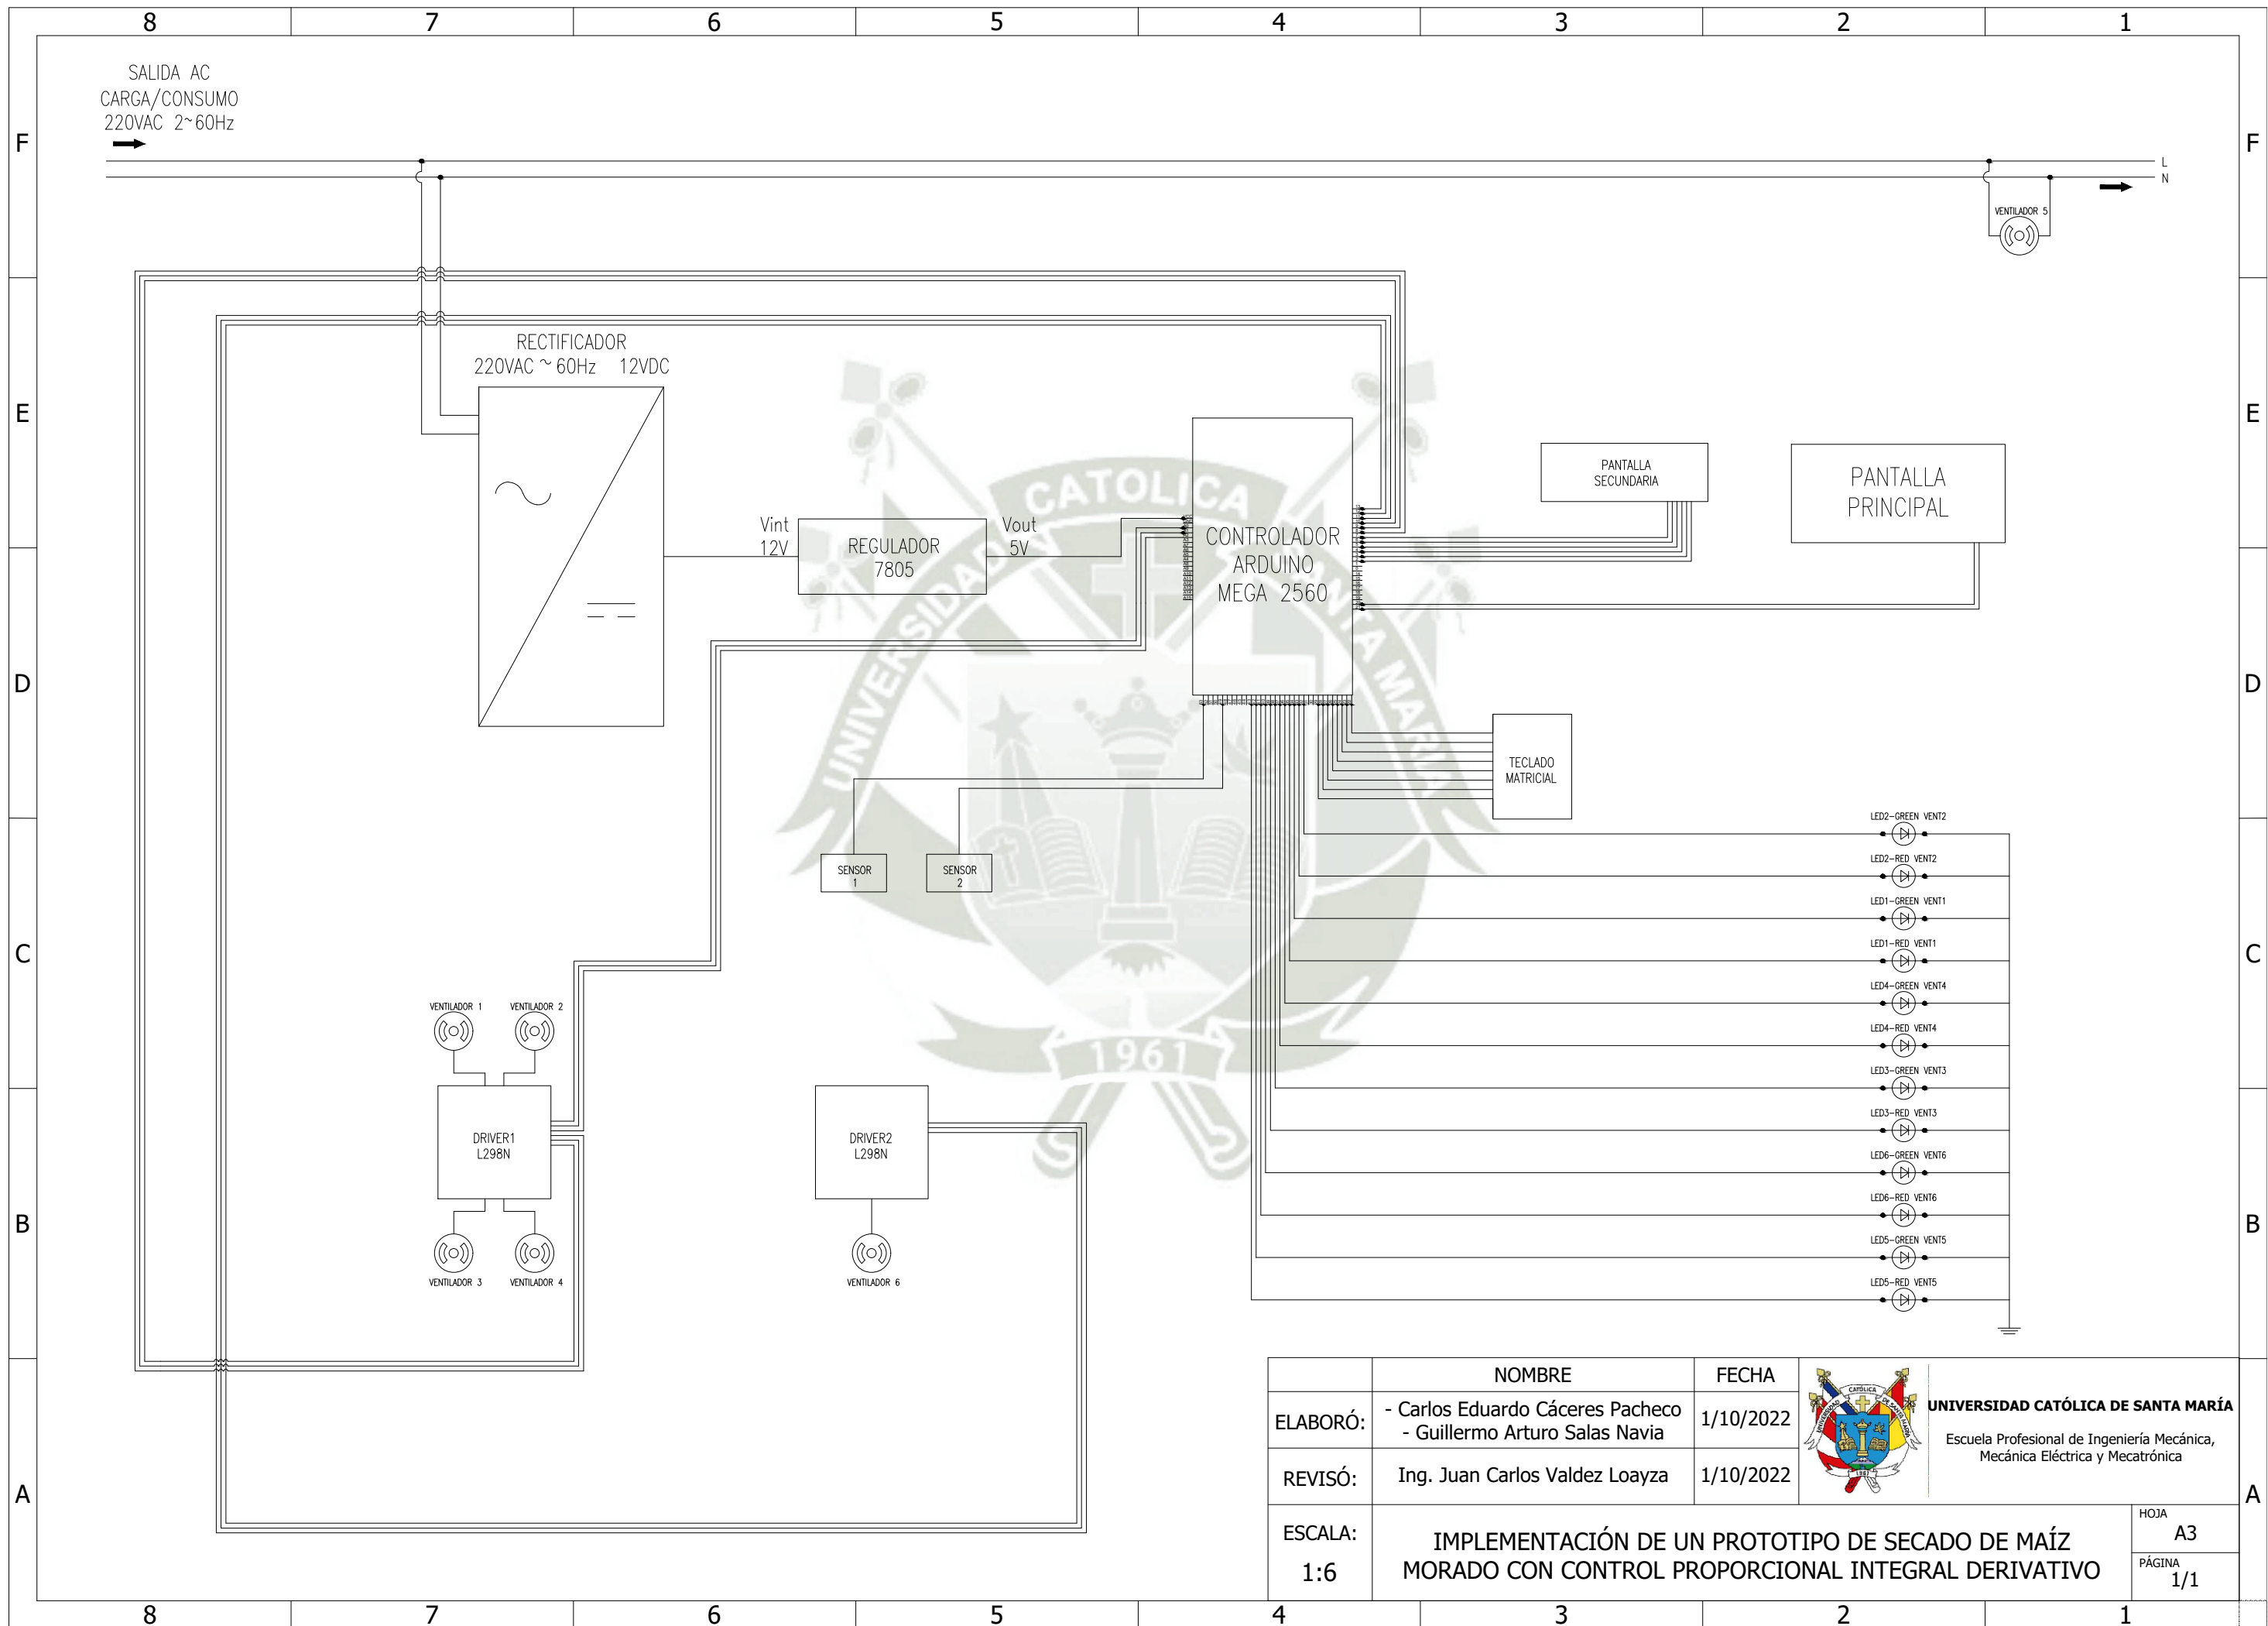 8 7 6 5 4 3 2 1
SALIDA AC
CARGA/CONSUMO
220VAC 2~60Hz
F
F
L
N
VENTILADOR 5
RECTIFICADOR
220VAC ~ 60Hz 12VDC
E
E
PANTALLA
SECUNDARIA
PANTALLA
PRINCIPAL
Vint
12V
REGULADOR
7805
Vout
5V
CONTROLADOR
ARDUINO
MEGA 2560
UNIVERSIDAD CATOLICA SANTA MARIA
1961
D
D
TECLADO
MATRICIAL
SENSOR
1
SENSOR
2
C
C
LED2-GREEN VENT2
LED2-RED VENT2
LED1-GREEN VENT1
LED1-RED VENT1
LED4-GREEN VENT4
LED4-RED VENT4
LED3-GREEN VENT3
LED3-RED VENT3
LED6-GREEN VENT6
LED6-RED VENT6
LED5-GREEN VENT5
LED5-RED VENT5
VENTILADOR 1
VENTILADOR 2
DRIVER1
L298N
DRIVER2
L298N
B
B
VENTILADOR 3
VENTILADOR 4
VENTILADOR 6
NOMBRE
FECHA
ELABORÓ:
- Carlos Eduardo Cáceres Pacheco
- Guillermo Arturo Salas Navia
1/10/2022
REVISÓ:
Ing. Juan Carlos Valdez Loayza
1/10/2022
UNIVERSIDAD CATÓLICA DE SANTA MARÍA
Escuela Profesional de Ingeniería Mecánica,
Mecánica Eléctrica y Mecatrónica
A
A
ESCALA:
1:6
IMPLEMENTACIÓN DE UN PROTOTIPO DE SECADO DE MAÍZ
MORADO CON CONTROL PROPORCIONAL INTEGRAL DERIVATIVO
HOJA
A3
PÁGINA
1/1
8 7 6 5 4 3 2 1